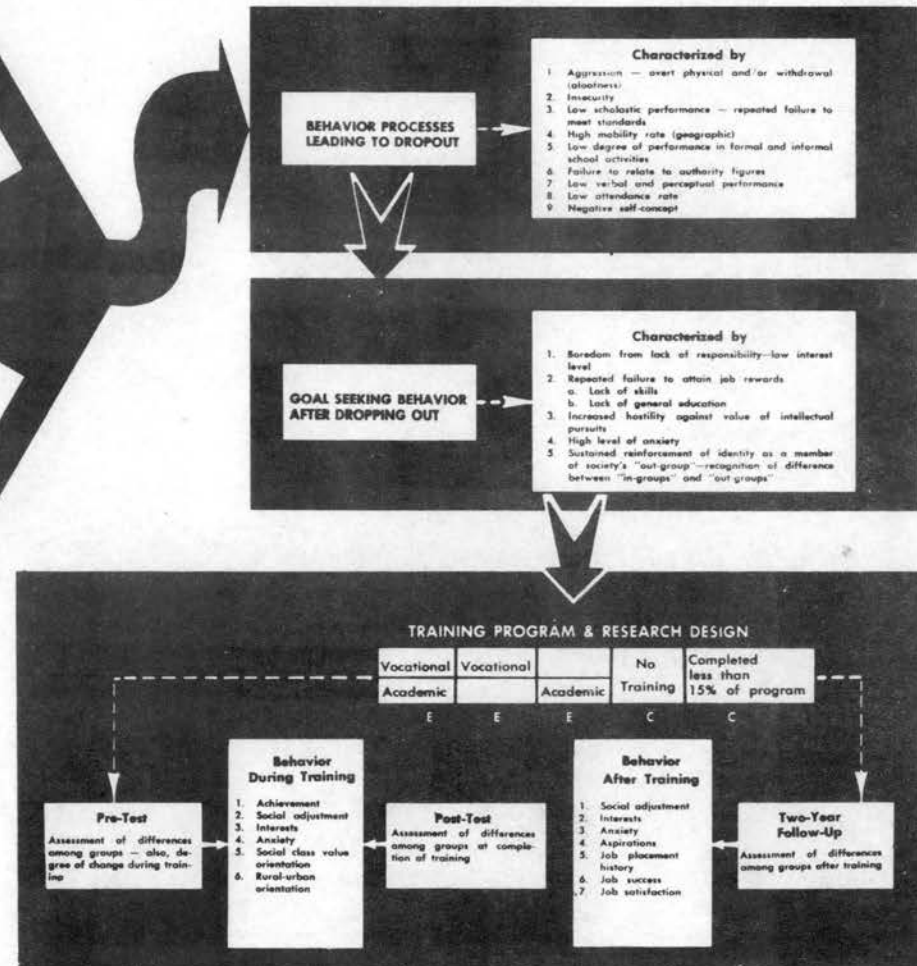 BEHAVIOR PROCESSES
LEADING TO DROPOUT
Characterized by
1. Aggression — overt physical and/or withdrawal
(aloofness)
2. Insecurity
3. Low scholastic performance — repeated failure to
meet standards
4. High mobility rate (geographic)
5. Low degree of performance in formal and informal
school activities
6. Failure to relate to authority figures
7. Low verbal and perceptual performance
8. Low attendance rate
9. Negative self-concept
GOAL SEEKING BEHAVIOR
AFTER DROPPING OUT
Characterized by
1. Boredom from lack of responsibility—low interest
level
2. Repeated failure to attain job rewards
a. Lack of skills
b. Lack of general education
3. Increased hostility against value of intellectual
pursuits
4. High level of anxiety
5. Sustained reinforcement of identity as a member
of society's "out-group"—recognition of difference
between "in-groups" and "out-groups"
TRAINING PROGRAM & RESEARCH DESIGN
Vocational Vocational No Completed
less than
Academic Academic Training 15% of program
E E E C C
Pre-Test
Assessment of differences
among groups — also, de-
gree of change during train-
ing
Behavior
During Training
1. Achievement
2. Social adjustment
3. Interests
4. Anxiety
5. Social class value
orientation
6. Rural-urban
orientation
Post-Test
Assessment of differences
among groups at comple-
tion of training
Behavior
After Training
1. Social adjustment
2. Interests
3. Anxiety
4. Aspirations
5. Job placement
history
6. Job success
7. Job satisfaction
Two-Year
Follow-Up
Assessment of differences
among groups after training